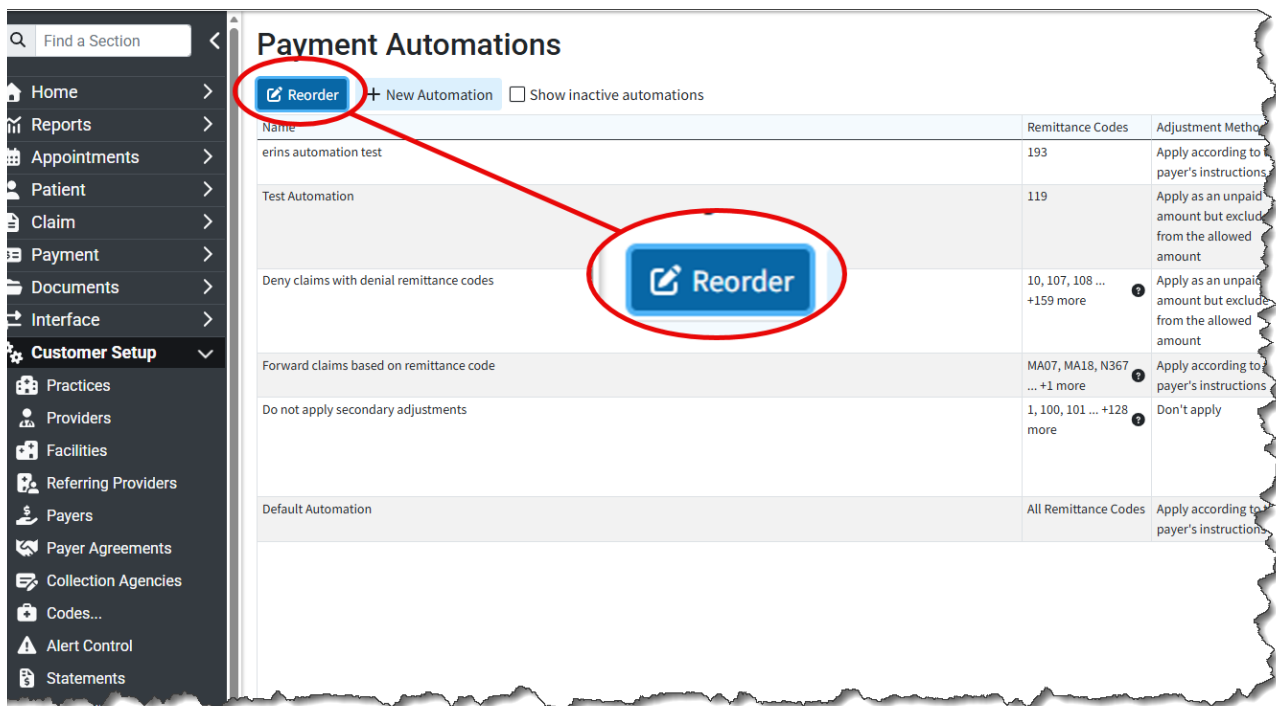 Find a Section
Home
Reports
Appointments
Patient
Claim
Payment
Documents
Interface
Customer Setup
Practices
Providers
Facilities
Referring Providers
Payers
Payer Agreements
Collection Agencies
Codes...
Alert Control
Statements
Payment Automations
Reorder
+ New Automation
Show inactive automations
Name
Remittance Codes
Adjustment Metho
erins automation test
193
Apply according to
payer's instructions
Test Automation
119
Apply as an unpaid
amount but exclude
from the allowed
amount
Reorder
Deny claims with denial remittance codes
10, 107, 108 ...
+159 more
Apply as an unpaid
amount but exclude
from the allowed
amount
Forward claims based on remittance code
MA07, MA18, N367
... +1 more
Apply according to
payer's instructions
Do not apply secondary adjustments
1, 100, 101 ... +128
more
Don't apply
Default Automation
All Remittance Codes
Apply according to
payer's instructions